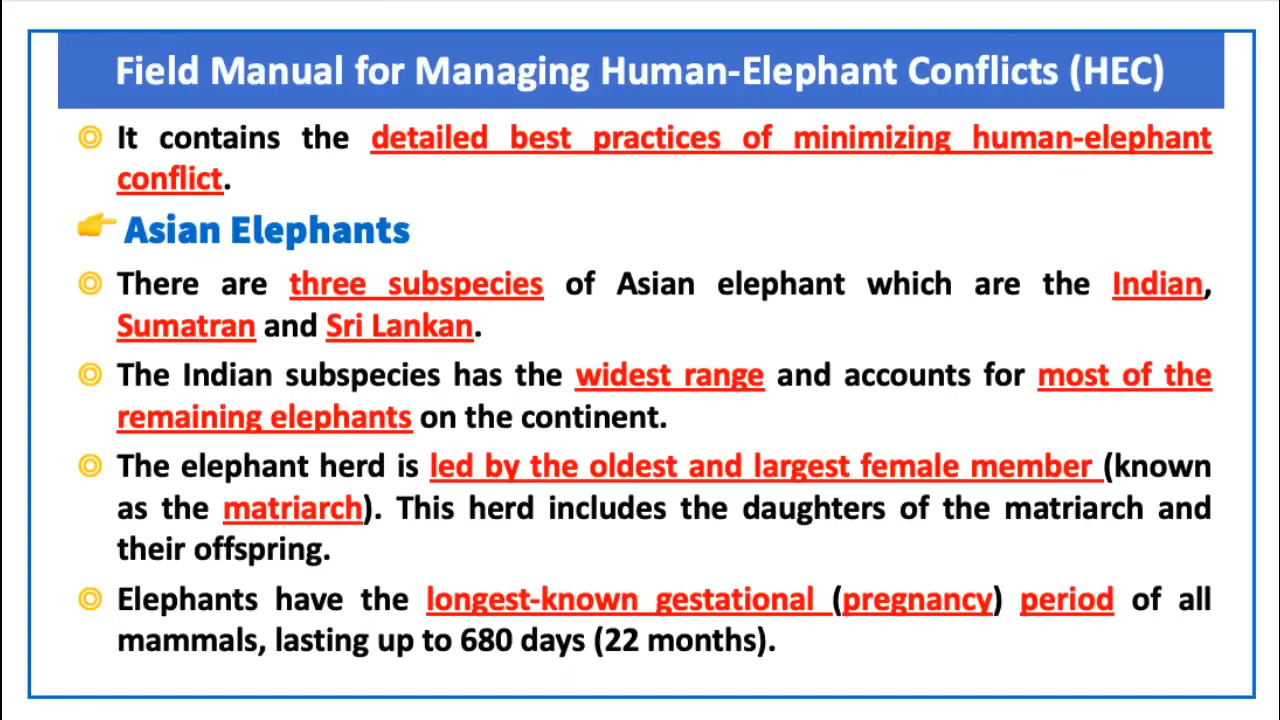 Field Manual for Managing Human-Elephant Conflicts (HEC)
It contains the detailed best practices of minimizing human-elephant
conflict.
Asian Elephants
There are three subspecies of Asian elephant which are the Indian,
Sumatran and Sri Lankan.
The Indian subspecies has the widest range and accounts for most of the
remaining elephants on the continent.
The elephant herd is led by the oldest and largest female member (known
as the matriarch). This herd includes the daughters of the matriarch and
their offspring.
Elephants have the longest-known gestational (pregnancy) period of all
mammals, lasting up to 680 days (22 months).